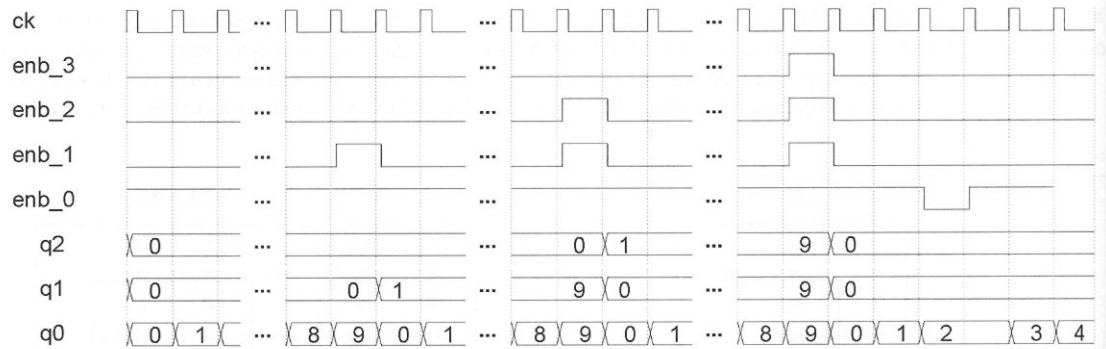 ck ... ... ...
enb_3 ... ... ...
enb_2 ... ... ...
enb_1 ... ... ...
enb_0 ... ... ...
q2 0 ... ... 0 1 ... 9 0
q1 0 ... 0 1 ... 9 0 ... 9 0
q0 0 1 ... 8 9 0 1 ... 8 9 0 1 ... 8 9 0 1 2 3 4